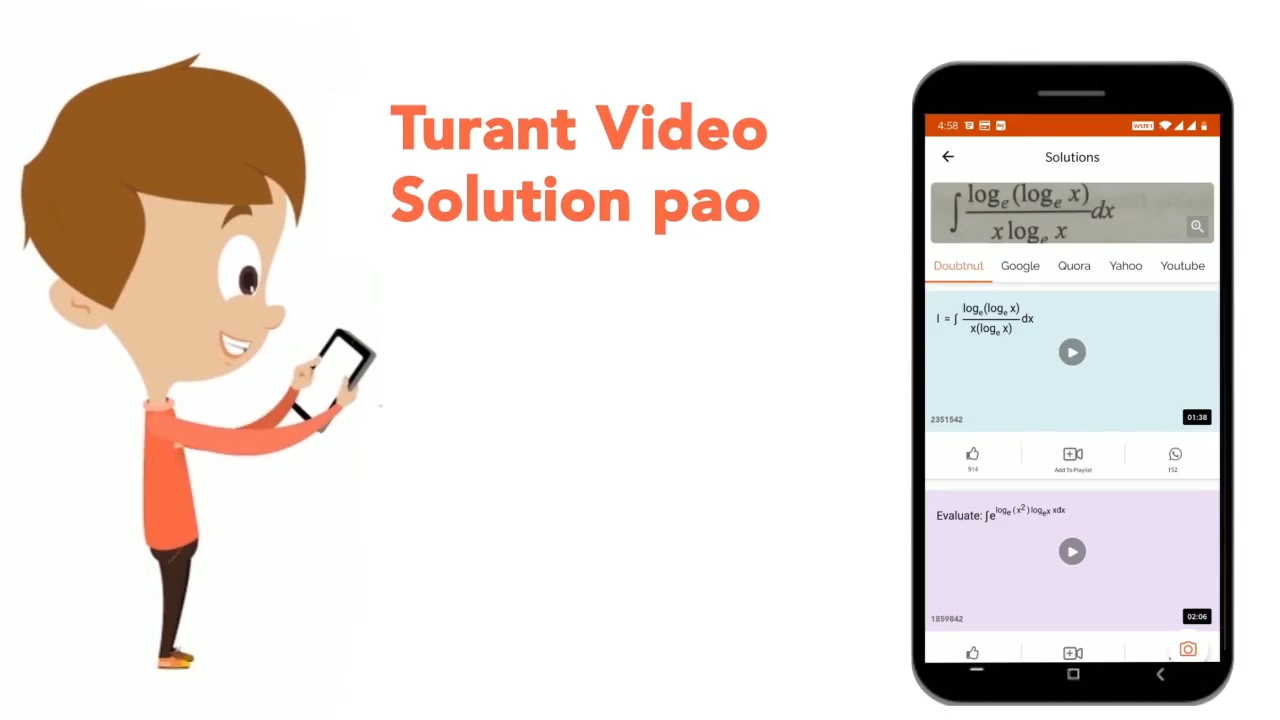 Turant Video
Solution pao
4:58
Solutions
∫ logₑ(logₑ x) / x logₑ x dx
Doubtnut Google Quora Yahoo Youtube
I = ∫ logₑ(logₑ x) / x(logₑ x) dx
2351542 01:38
914 Add To Playlist 152
Evaluate: ∫e^logₑ(x²)logₑx xdx
1859842 02:06